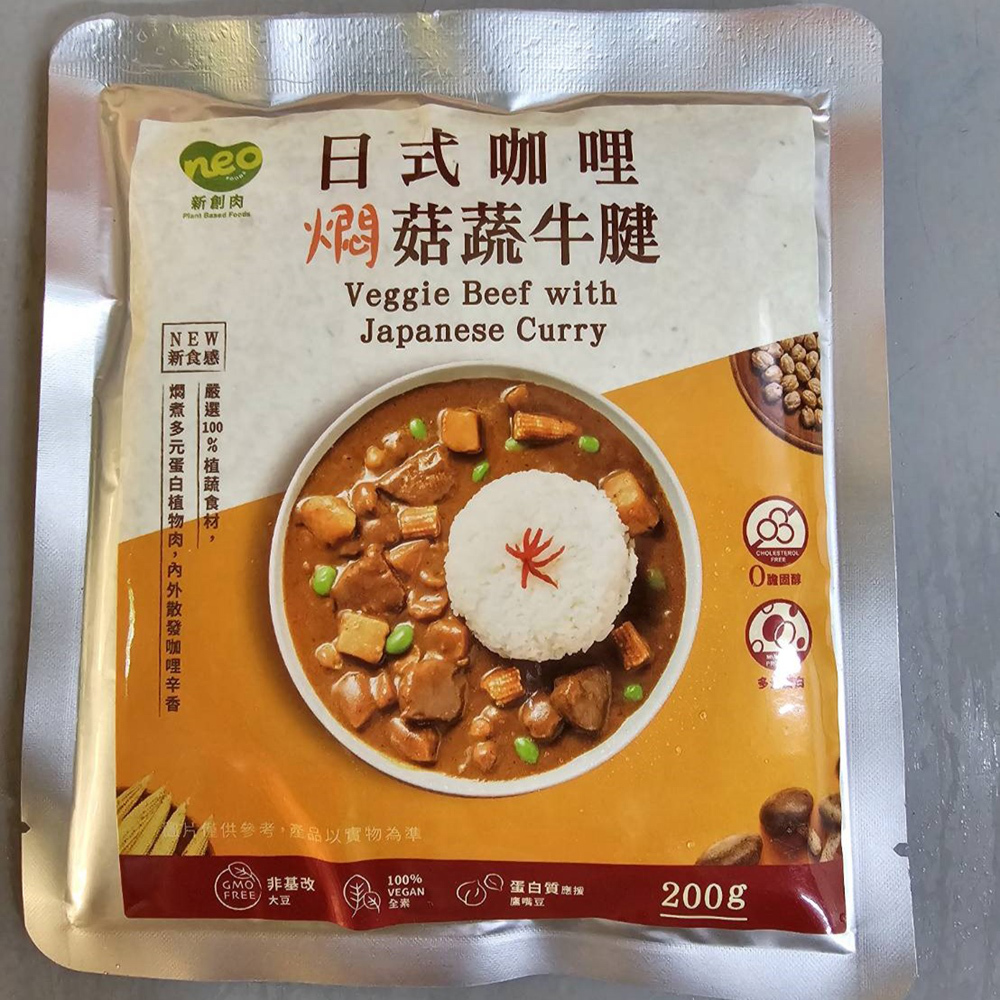 neo
FOODS
新創肉
Plant Based Foods
日式咖哩
燜菇蔬牛腱
Veggie Beef with
Japanese Curry
NEW
新食感
嚴選100%植蔬食材，
燜煮多元蛋白植物肉，內外散發咖哩辛香
CHOLESTEROL
FREE
0膽固醇
圖片僅供參考，產品以實物為準
GMO
FREE
非基改
大豆
100%
VEGAN
全素
蛋白質應援
鷹嘴豆
200g